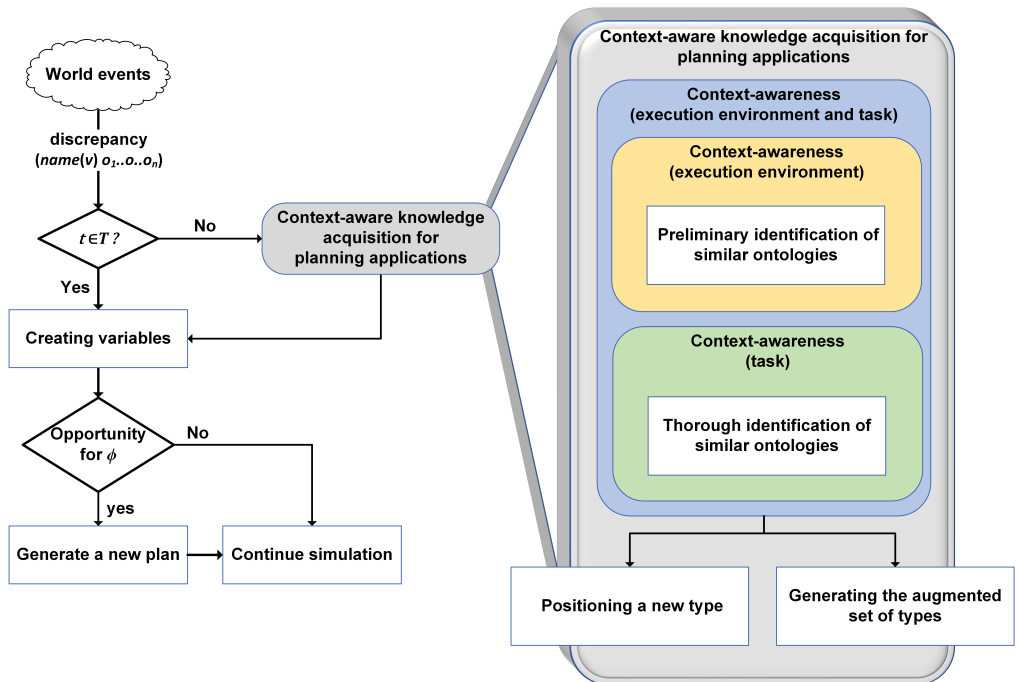 World events
discrepancy
(name(v) o₁..o..oₙ)
t∈T ?
No
Yes
Context-aware knowledge
acquisition for
planning applications
Creating variables
Opportunity
for ϕ
No
yes
Generate a new plan
Continue simulation
Context-aware knowledge acquisition for
planning applications
Context-awareness
(execution environment and task)
Context-awareness
(execution environment)
Preliminary identification of
similar ontologies
Context-awareness
(task)
Thorough identification of
similar ontologies
Positioning a new type
Generating the augmented
set of types